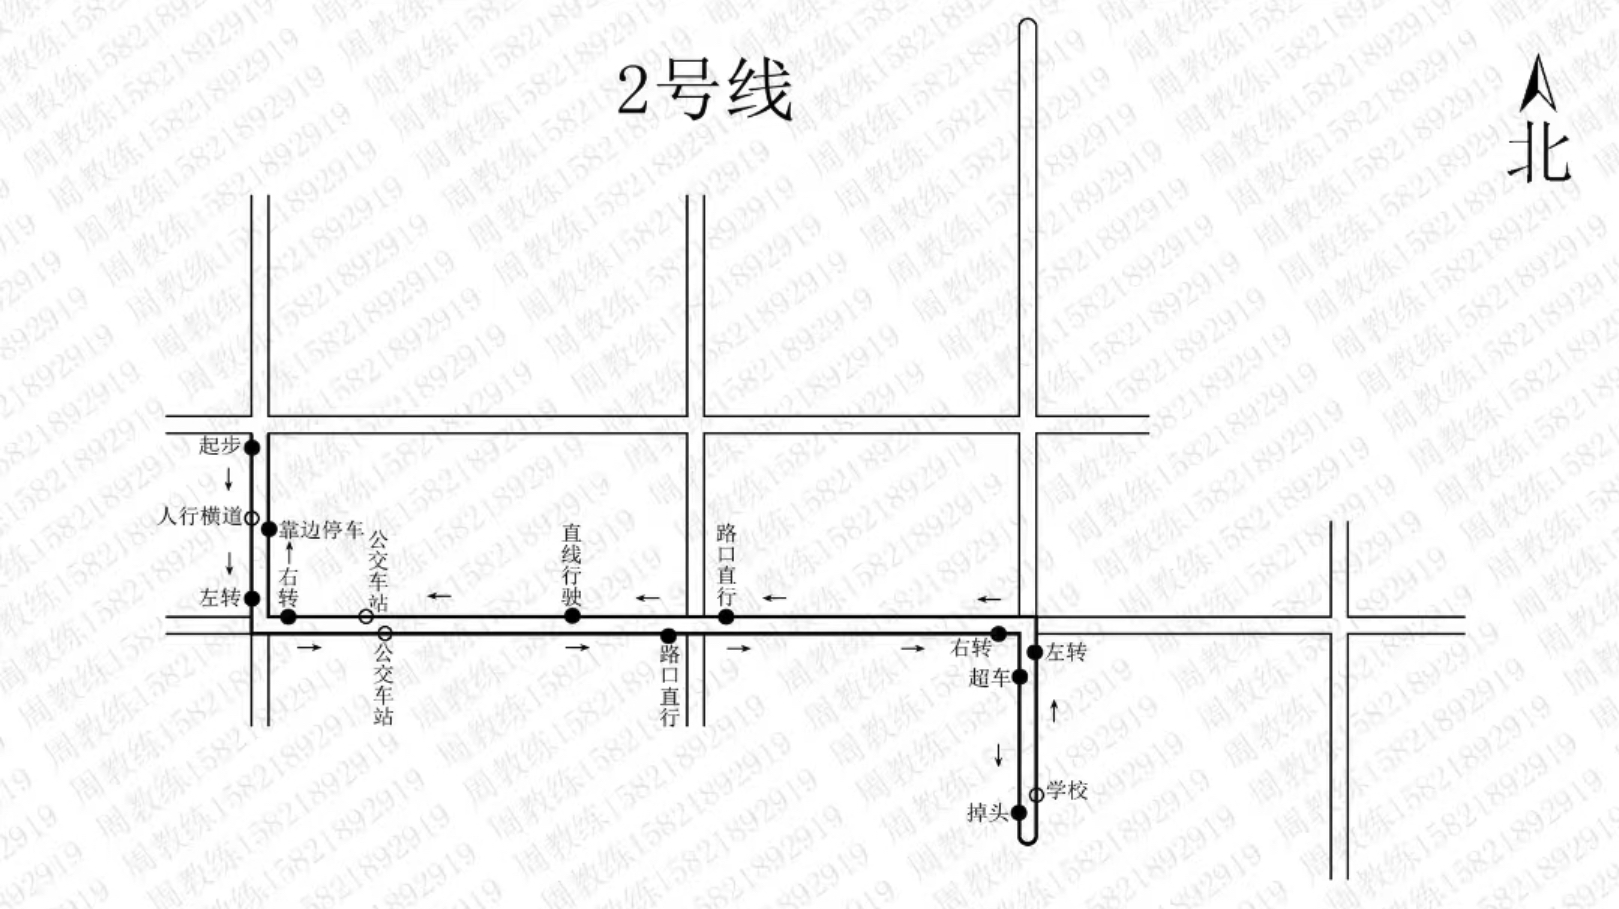 2号线
北
起步
人行横道
左转
靠边停车
右转
公交车站
公交车站
直线行驶
路口直行
路口直行
右转
左转
超车
学校
掉头
周教练15821892919